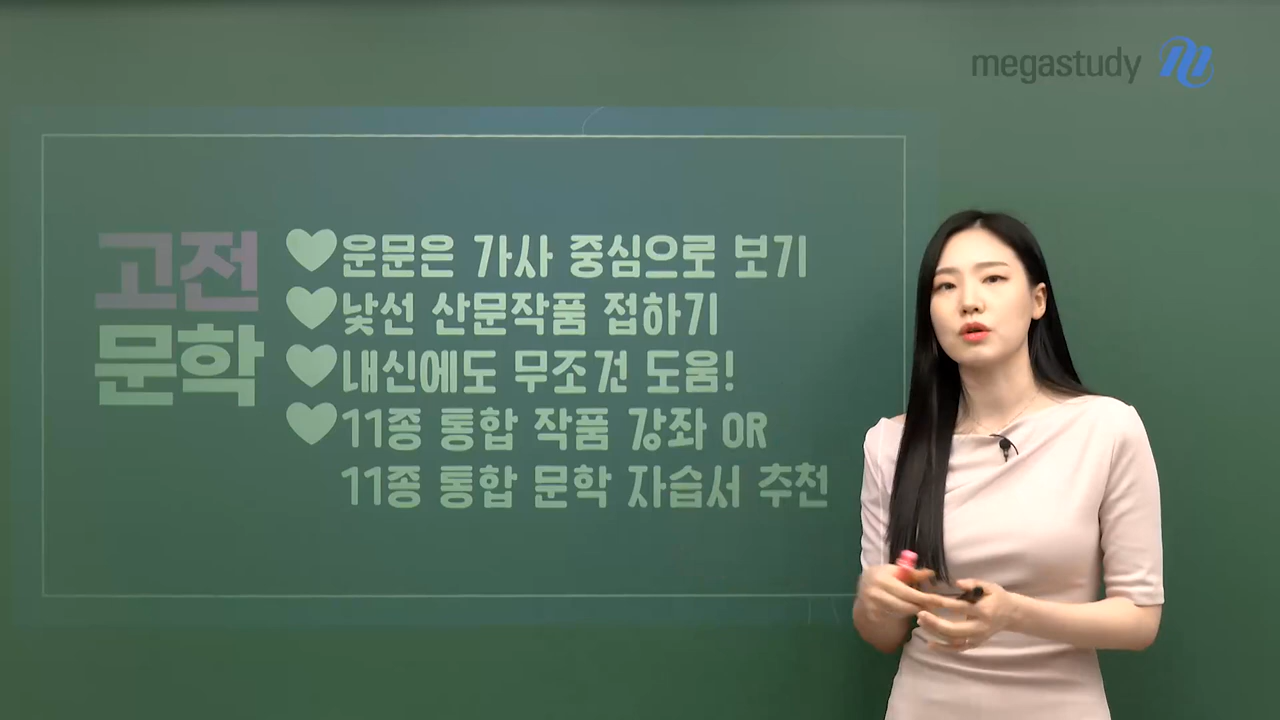 megastudy
고전
문학
운문은 가사 중심으로 보기
낯선 산문작품 접하기
내신에도 무조건 도움!
11종 통합 작품 강좌 OR
11종 통합 문학 자습서 추천